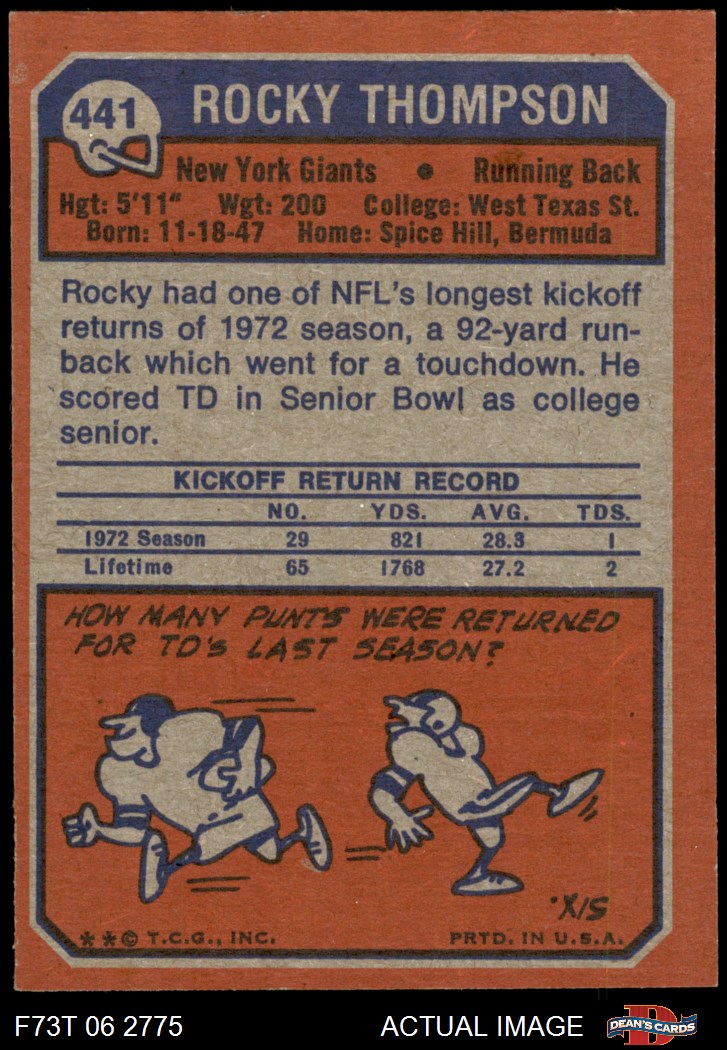 441
ROCKY THOMPSON
New York Giants • Running Back
Hgt: 5'11" Wgt: 200 College: West Texas St.
Born: 11-18-47 Home: Spice Hill, Bermuda
Rocky had one of NFL's longest kickoff
returns of 1972 season, a 92-yard run-
back which went for a touchdown. He
scored TD in Senior Bowl as college
senior.
KICKOFF RETURN RECORD
NO. YDS. AVG. TDS.
1972 Season 29 821 28.3 1
Lifetime 65 1768 27.2 2
HOW MANY PUNTS WERE RETURNED
FOR TD'S LAST SEASON?
SIX.
**© T.C.G., INC. PRTD. IN U.S.A.
F73T 06 2775 ACTUAL IMAGE DEAN'S CARDS